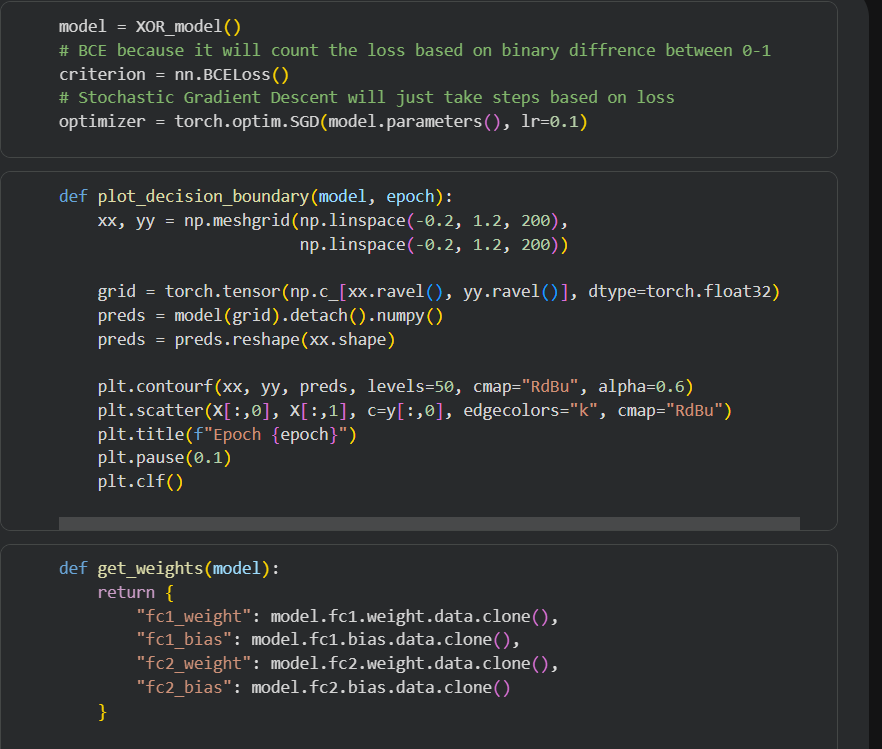 model = XOR_model()
# BCE because it will count the loss based on binary diffrence between 0-1
criterion = nn.BCELoss()
# Stochastic Gradient Descent will just take steps based on loss
optimizer = torch.optim.SGD(model.parameters(), lr=0.1)
def plot_decision_boundary(model, epoch):
    xx, yy = np.meshgrid(np.linspace(-0.2, 1.2, 200),
                         np.linspace(-0.2, 1.2, 200))
    grid = torch.tensor(np.c_[xx.ravel(), yy.ravel()], dtype=torch.float32)
    preds = model(grid).detach().numpy()
    preds = preds.reshape(xx.shape)
    plt.contourf(xx, yy, preds, levels=50, cmap="RdBu", alpha=0.6)
    plt.scatter(X[:,0], X[:,1], c=y[:,0], edgecolors="k", cmap="RdBu")
    plt.title(f"Epoch {epoch}")
    plt.pause(0.1)
    plt.clf()
def get_weights(model):
    return {
        "fc1_weight": model.fc1.weight.data.clone(),
        "fc1_bias": model.fc1.bias.data.clone(),
        "fc2_weight": model.fc2.weight.data.clone(),
        "fc2_bias": model.fc2.bias.data.clone()
    }